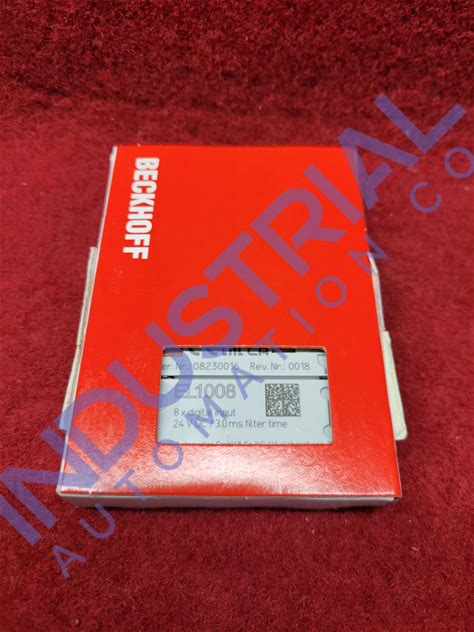 BECKHOFF
er. Nr.: 08230016 Rev. Nr.: 0018
EL1008
8 x digital input
24 V DC / 3.0 ms filter time
INDUSTRIAL
AUTOMATION CO